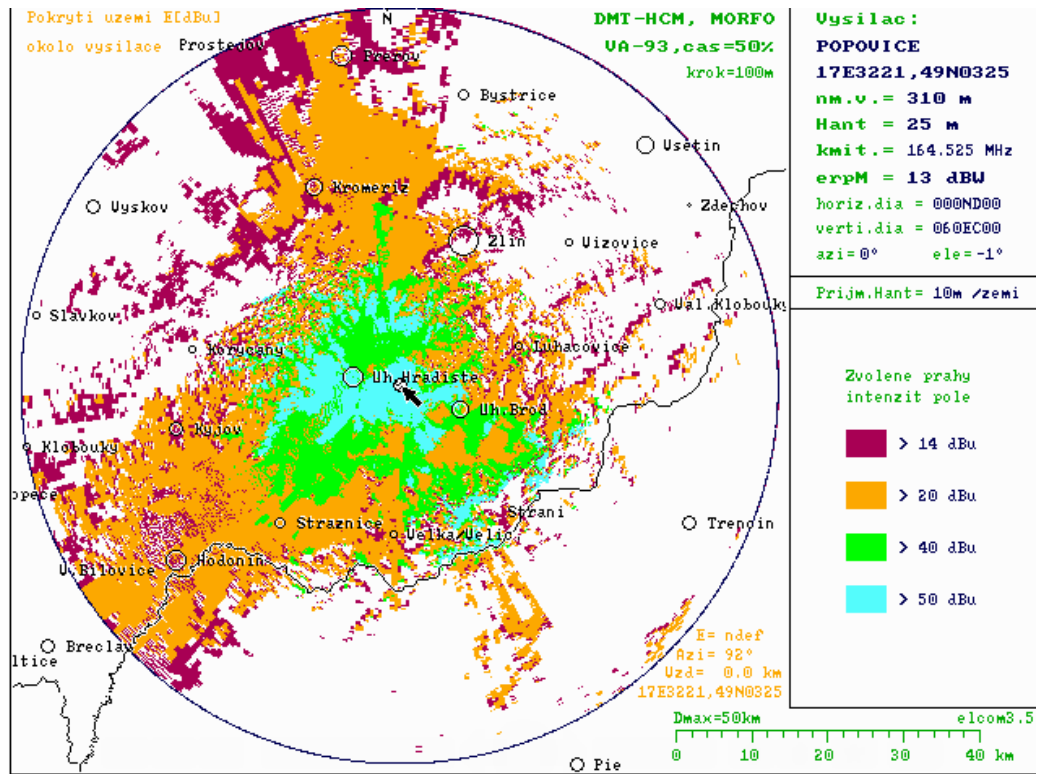 Pokryti uzemi E[dBu]
okolo vysilace
N
DMT-HCM, MORFO
VA-93,cas=50%
krok=100m
Vysilac:
POPOVICE
17E3221,49N0325
nm.v.= 310 m
Hant = 25 m
kmit.= 164.525 MHz
erpM = 13 dBW
horiz.dia = 000ND00
verti.dia = 060EC00
azi= 0° ele= -1°
Prijm.Hant= 10m /zemi
Zvolene prahy
intenzit pole
> 14 dBu
> 20 dBu
> 40 dBu
> 50 dBu
Prostejov
Prerov
Bystrice
Vsetin
Kromeriz
Vyskov
Zdechov
Zlin
Vizovice
Val.Klobouky
Slavkov
Korycany
Luhacovice
Uh.Hradiste
Uh.Brod
Kyjov
Klobouky
opece
Strani
Straznice
Velka/Velic
Trencin
Hodonin
V.Bilovice
Breclav
ltice
Pie
E= ndef
Azi= 92°
Vzd= 0.0 km
17E3221,49N0325
Dmax=50km elcom3.5
0 10 20 30 40 km